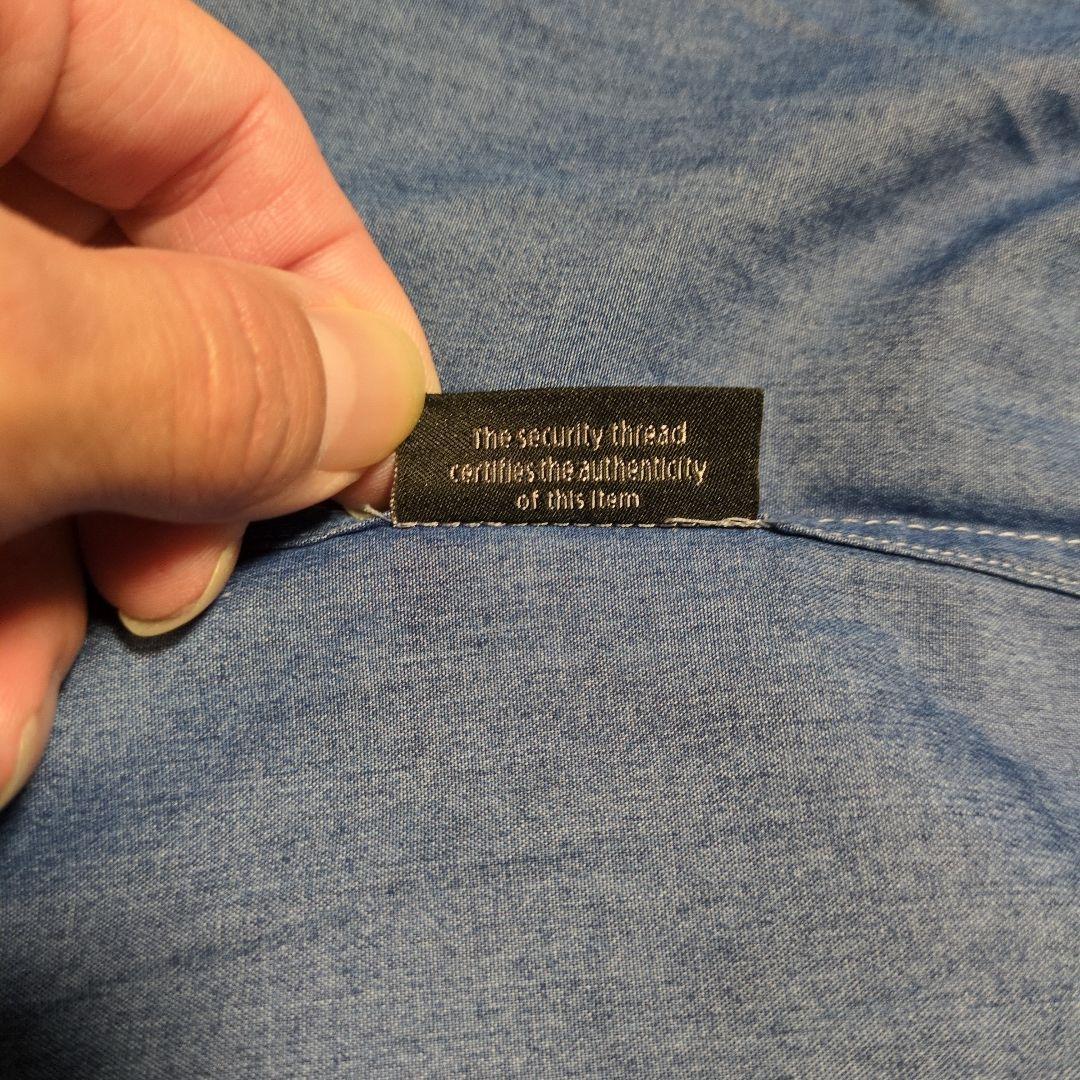 The security thread
certifies the authenticity
of this item